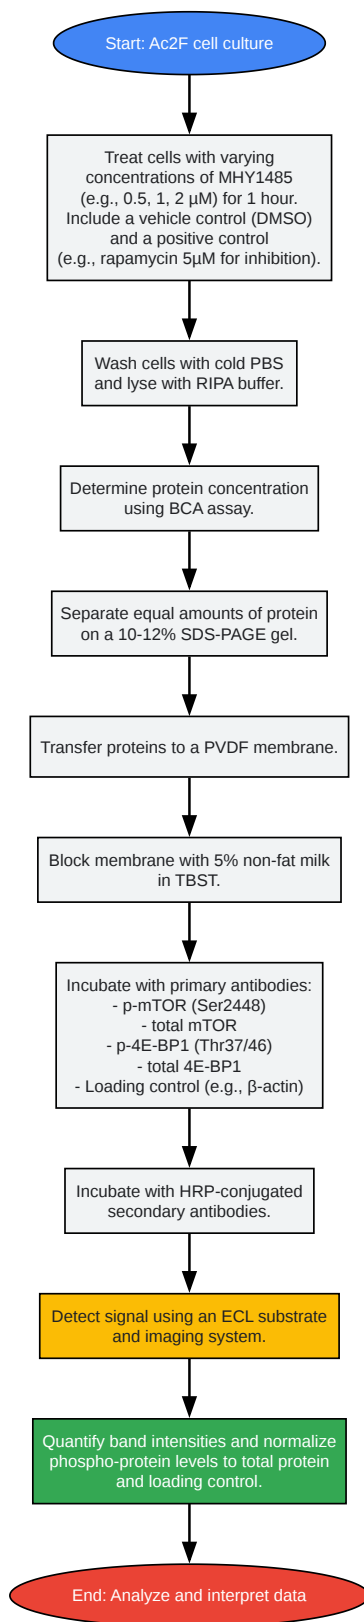 Start: Ac2F cell culture
Treat cells with varying
concentrations of MHY1485
(e.g., 0.5, 1, 2 µM) for 1 hour.
Include a vehicle control (DMSO)
and a positive control
(e.g., rapamycin 5µM for inhibition).
Wash cells with cold PBS
and lyse with RIPA buffer.
Determine protein concentration
using BCA assay.
Separate equal amounts of protein
on a 10-12% SDS-PAGE gel.
Transfer proteins to a PVDF membrane.
Block membrane with 5% non-fat milk
in TBST.
Incubate with primary antibodies:
- p-mTOR (Ser2448)
- total mTOR
- p-4E-BP1 (Thr37/46)
- total 4E-BP1
- Loading control (e.g., β-actin)
Incubate with HRP-conjugated
secondary antibodies.
Detect signal using an ECL substrate
and imaging system.
Quantify band intensities and normalize
phospho-protein levels to total protein
and loading control.
End: Analyze and interpret data